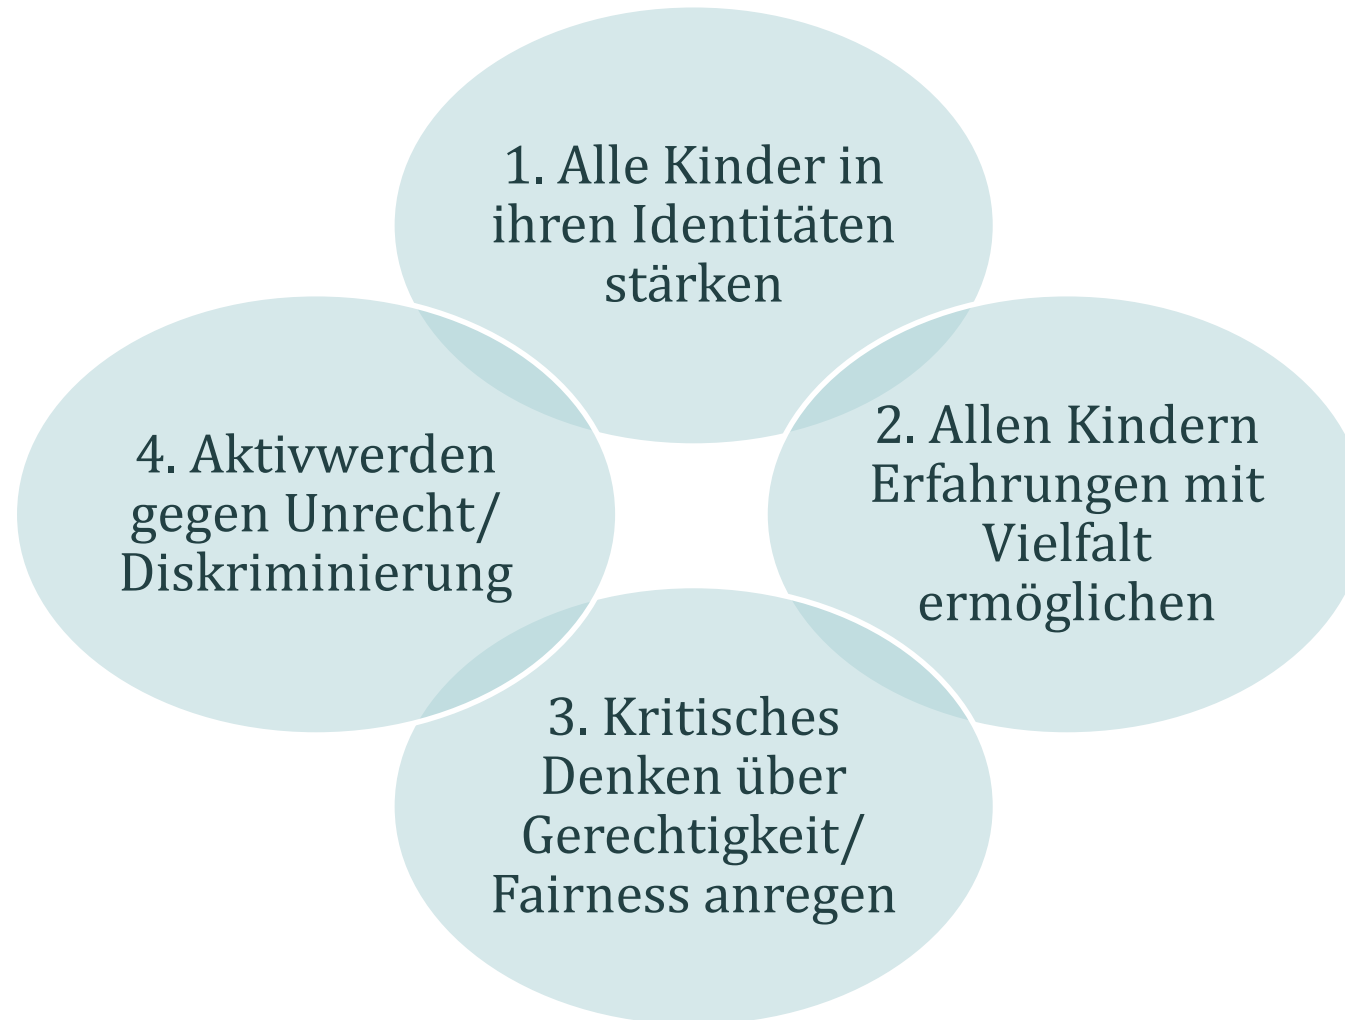 1. Alle Kinder in
ihren Identitäten
stärken
2. Allen Kindern
Erfahrungen mit
Vielfalt
ermöglichen
3. Kritisches
Denken über
Gerechtigkeit/
Fairness anregen
4. Aktivwerden
gegen Unrecht/
Diskriminierung